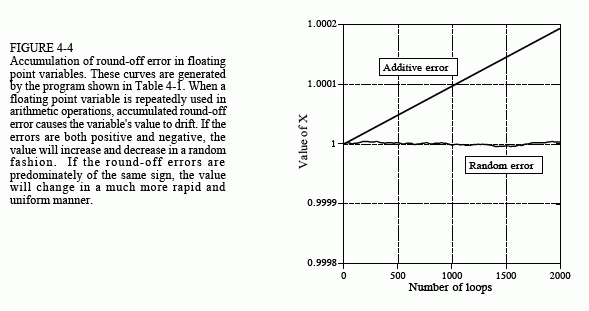 FIGURE 4-4
Accumulation of round-off error in floating
point variables. These curves are generated
by the program shown in Table 4-1. When a
floating point variable is repeatedly used in
arithmetic operations, accumulated round-off
error causes the variable's value to drift. If the
errors are both positive and negative, the
value will increase and decrease in a random
fashion. If the round-off errors are
predominately of the same sign, the value
will change in a much more rapid and
uniform manner.
1.0002
1.0001
1
0.9999
0.9998
Value of X
Additive error
Random error
0 500 1000 1500 2000
Number of loops